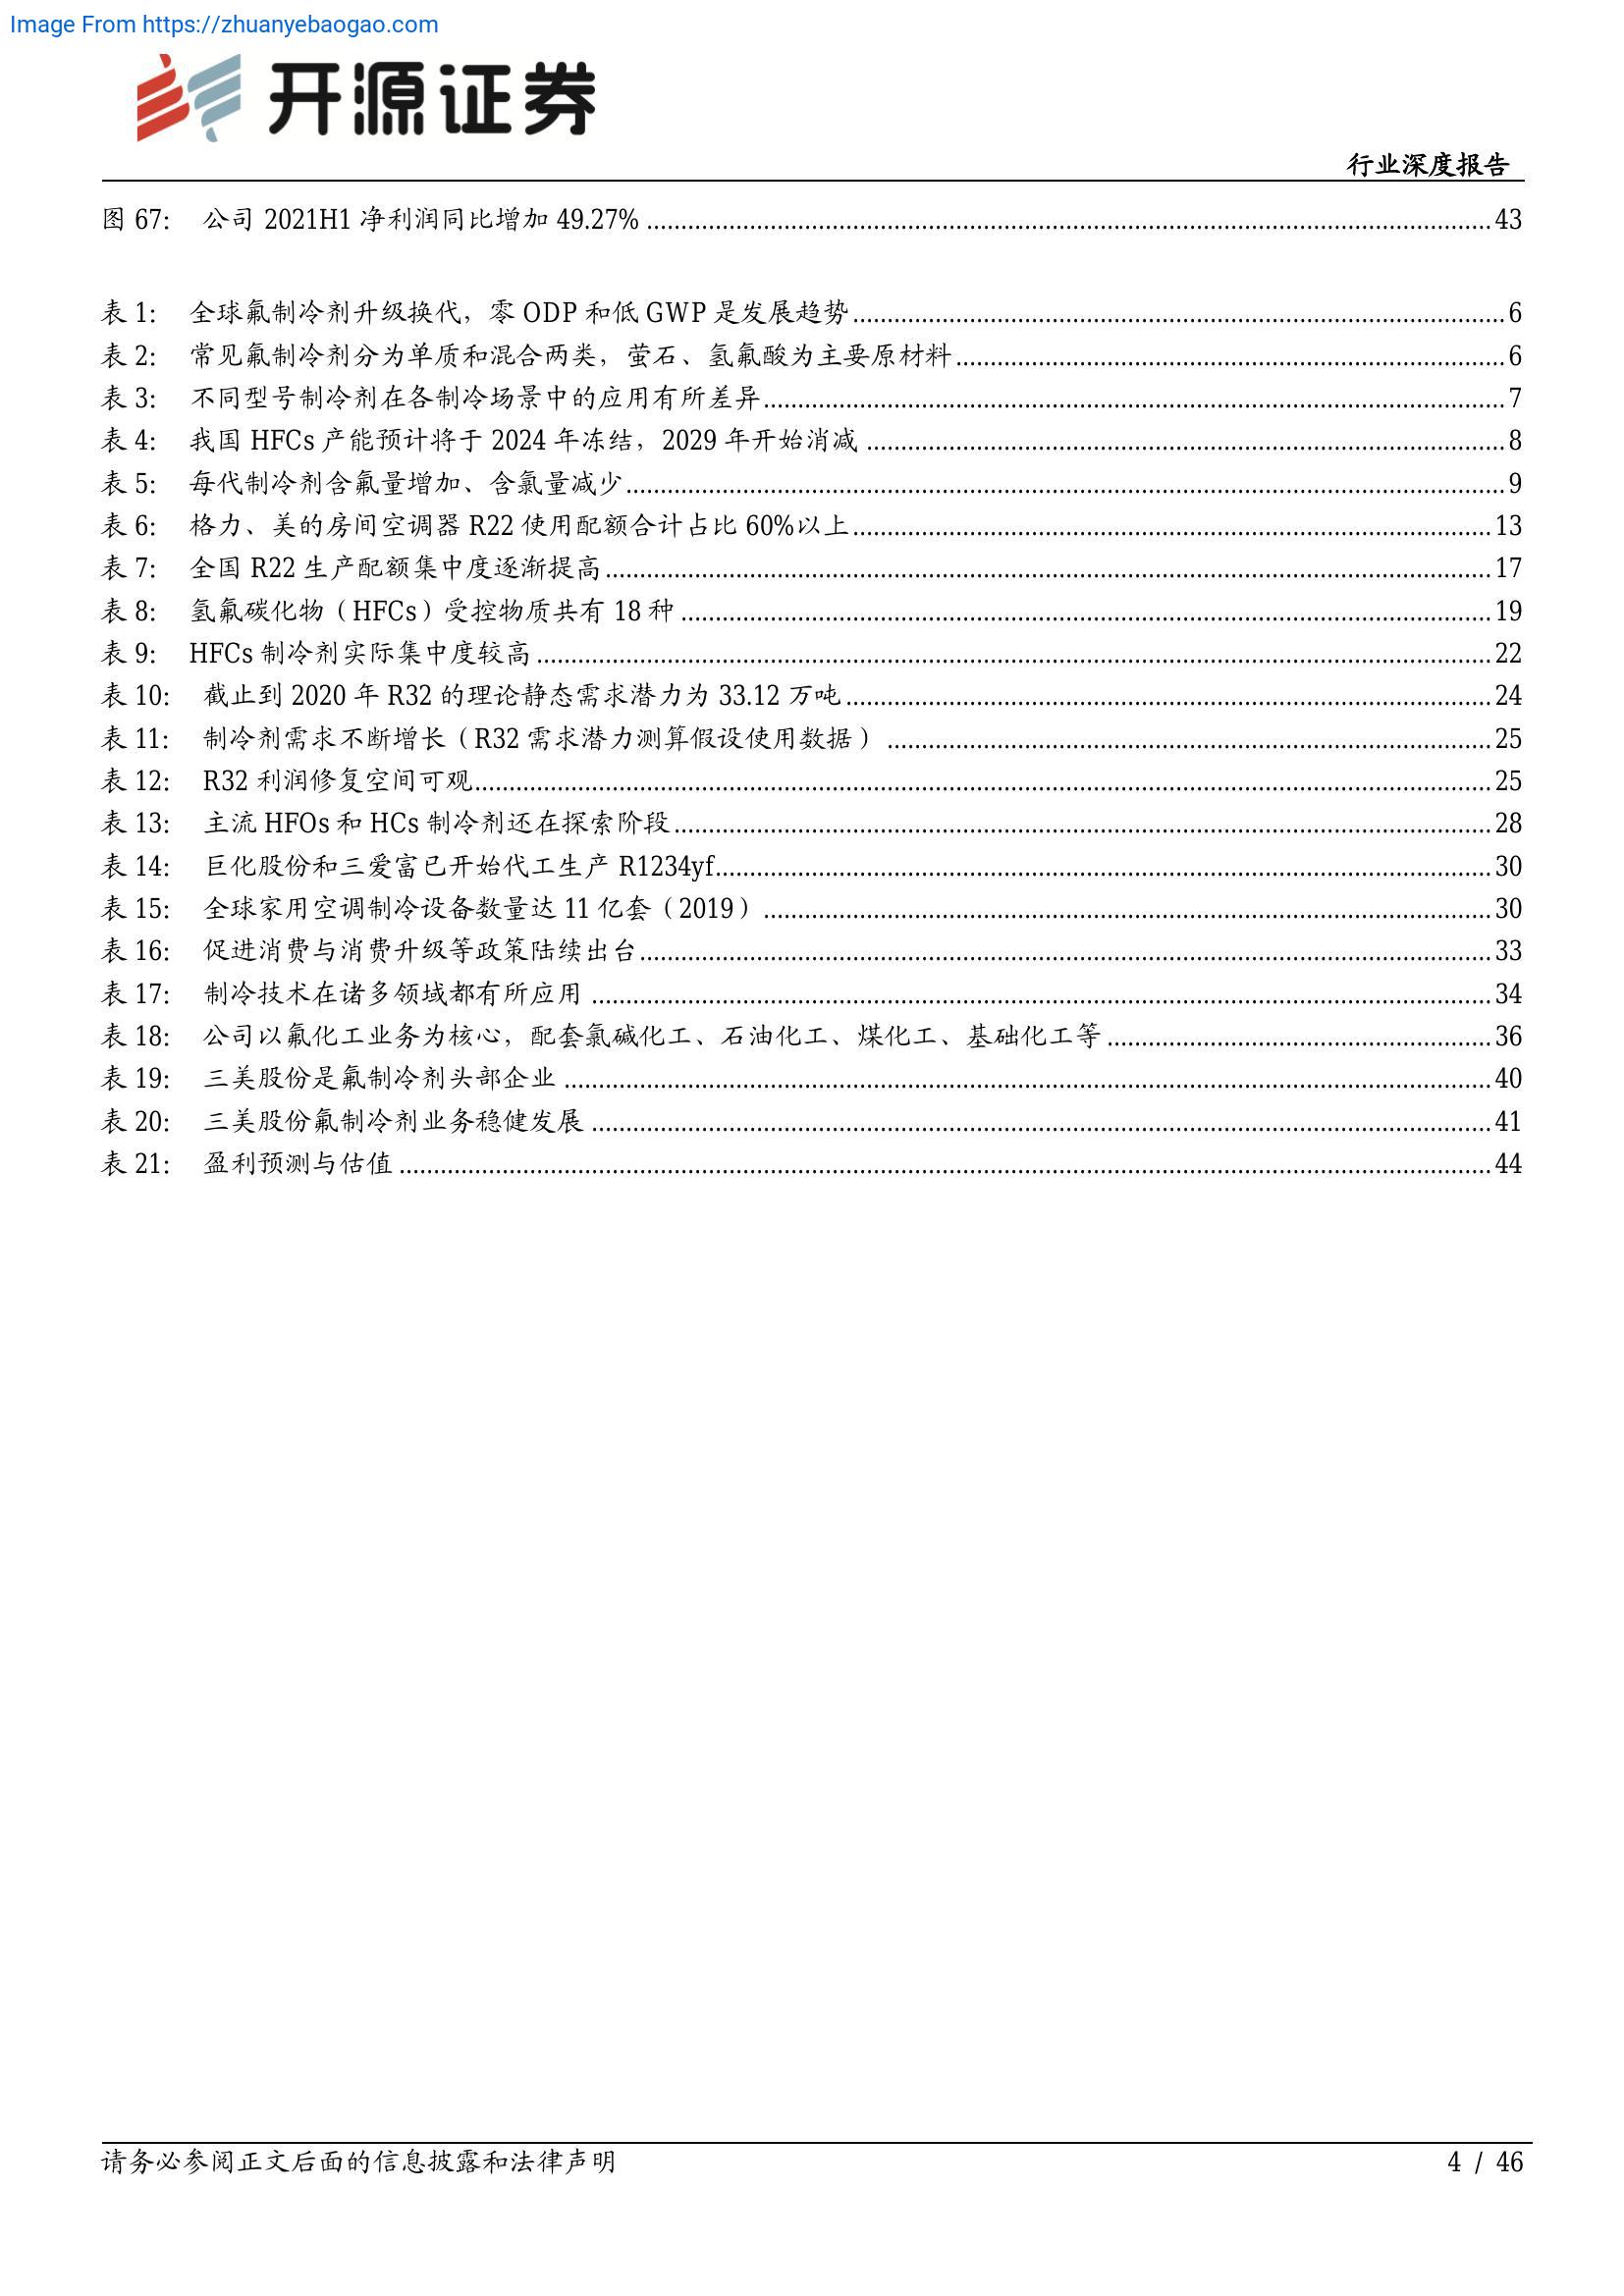 Image From https://zhuanyebaogao.com
开源证券
行业深度报告
图 67: 公司 2021H1 净利润同比增加 49.27% 43
表 1: 全球氟制冷剂升级换代，零 ODP 和低 GWP 是发展趋势 6
表 2: 常见氟制冷剂分为单质和混合两类，萤石、氢氟酸为主要原材料 6
表 3: 不同型号制冷剂在各制冷场景中的应用有所差异 7
表 4: 我国 HFCs 产能预计将于 2024 年冻结，2029 年开始消减 8
表 5: 每代制冷剂含氟量增加、含氯量减少 9
表 6: 格力、美的房间空调器 R22 使用配额合计占比 60%以上 13
表 7: 全国 R22 生产配额集中度逐渐提高 17
表 8: 氢氟碳化物（HFCs）受控物质共有 18 种 19
表 9: HFCs 制冷剂实际集中度较高 22
表 10: 截止到 2020 年 R32 的理论静态需求潜力为 33.12 万吨 24
表 11: 制冷剂需求不断增长（R32 需求潜力测算假设使用数据） 25
表 12: R32 利润修复空间可观 25
表 13: 主流 HFOs 和 HCs 制冷剂还在探索阶段 28
表 14: 巨化股份和三爱富已开始代工生产 R1234yf 30
表 15: 全球家用空调制冷设备数量达 11 亿套（2019） 30
表 16: 促进消费与消费升级等政策陆续出台 33
表 17: 制冷技术在诸多领域都有所应用 34
表 18: 公司以氟化工业务为核心，配套氯碱化工、石油化工、煤化工、基础化工等 36
表 19: 三美股份是氟制冷剂头部企业 40
表 20: 三美股份氟制冷剂业务稳健发展 41
表 21: 盈利预测与估值 44
请务必参阅正文后面的信息披露和法律声明 4 / 46